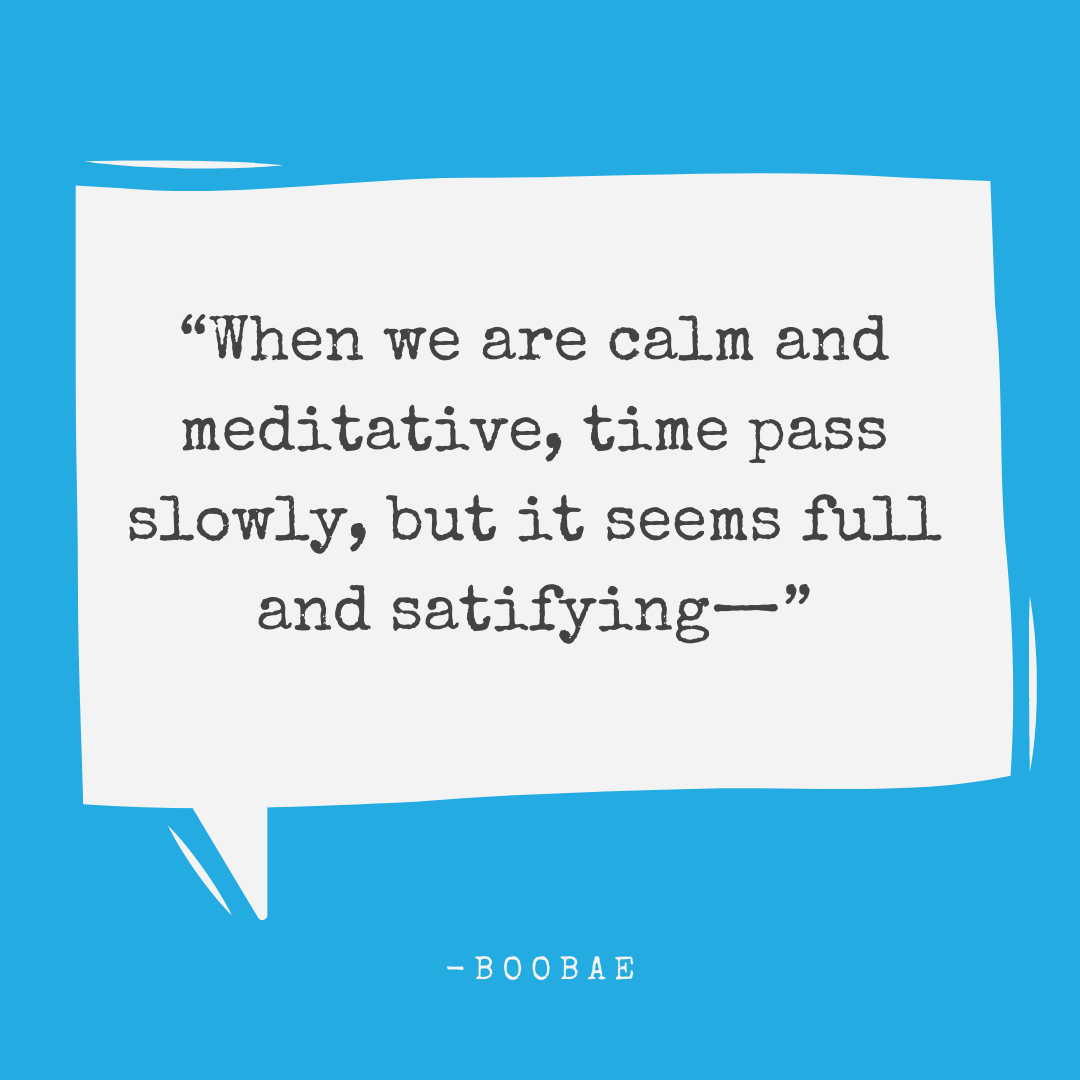 “When we are calm and
meditative, time pass
slowly, but it seems full
and satifying—”
–BOOBAE